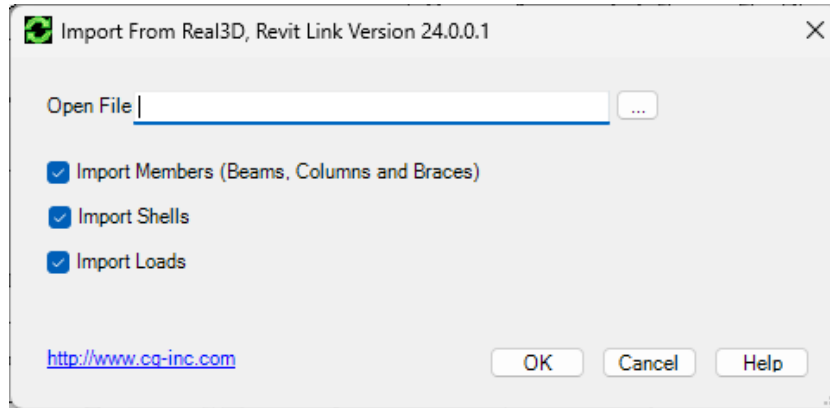 Import From Real3D, Revit Link Version 24.0.0.1
Open File
...
Import Members (Beams, Columns and Braces)
Import Shells
Import Loads
http://www.cg-inc.com
OK Cancel Help